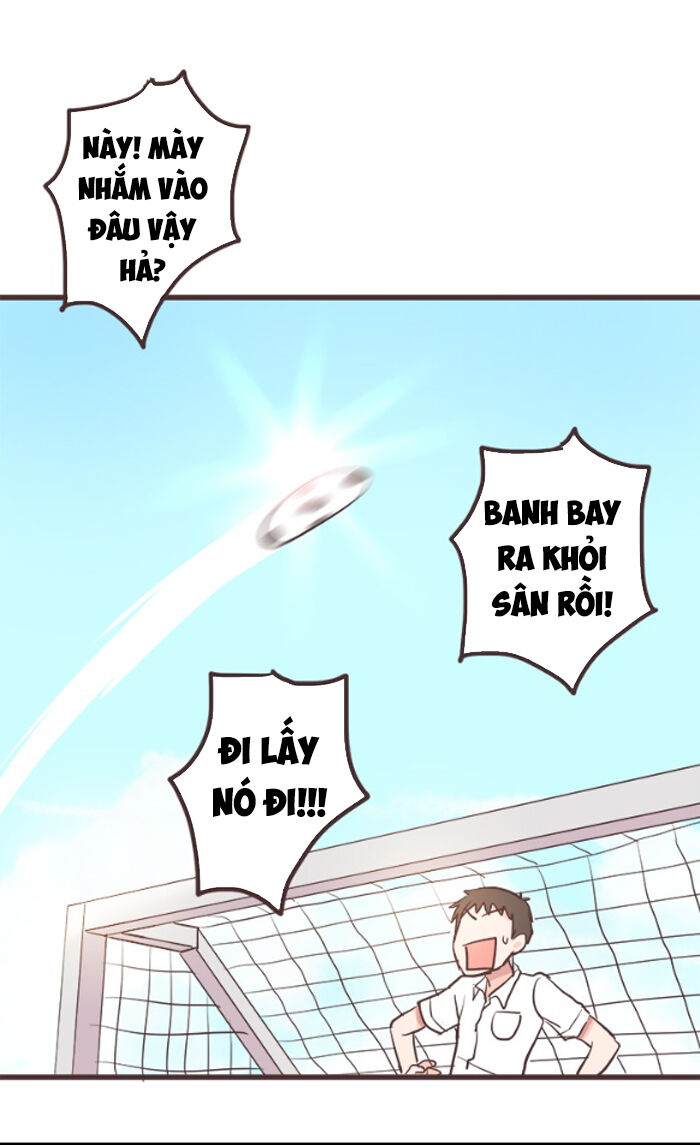 NÀY! MÀY
NHẮM VÀO
ĐÂU VẬY
HẢ?
BANH BAY
RA KHỎI
SÂN RỒI!
ĐI LẤY
NÓ ĐI!!!